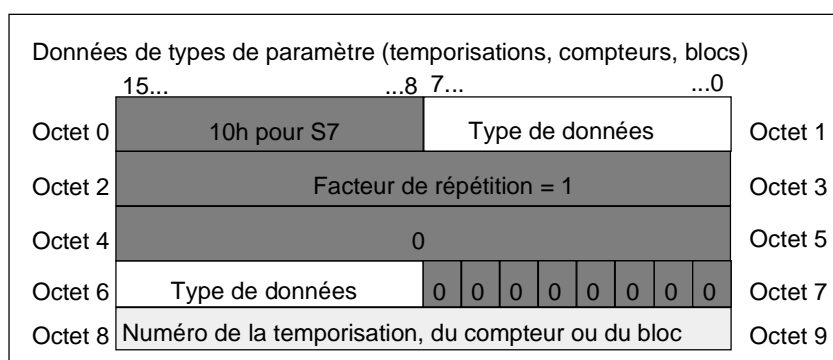 Données de types de paramètre (temporisations, compteurs, blocs)
15... ...8 7... ...0
Octet 0 10h pour S7 Type de données Octet 1
Octet 2 Facteur de répétition = 1 Octet 3
Octet 4 0 Octet 5
Octet 6 Type de données 0 0 0 0 0 0 0 0 Octet 7
Octet 8 Numéro de la temporisation, du compteur ou du bloc Octet 9